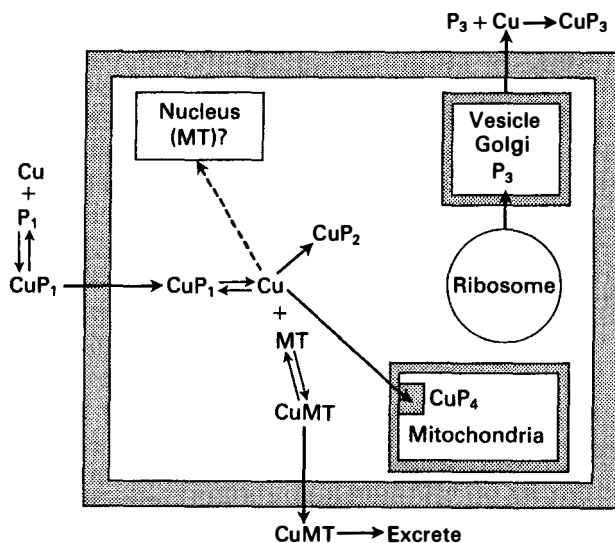 P₃ + Cu → CuP₃
Nucleus
(MT)?
Vesicle
Golgi
P₃
Cu
+
P₁
CuP₁
CuP₁ ⇌ Cu
CuP₂
+
MT
CuMT
Ribosome
CuP₄
Mitochondria
CuMT → Excrete